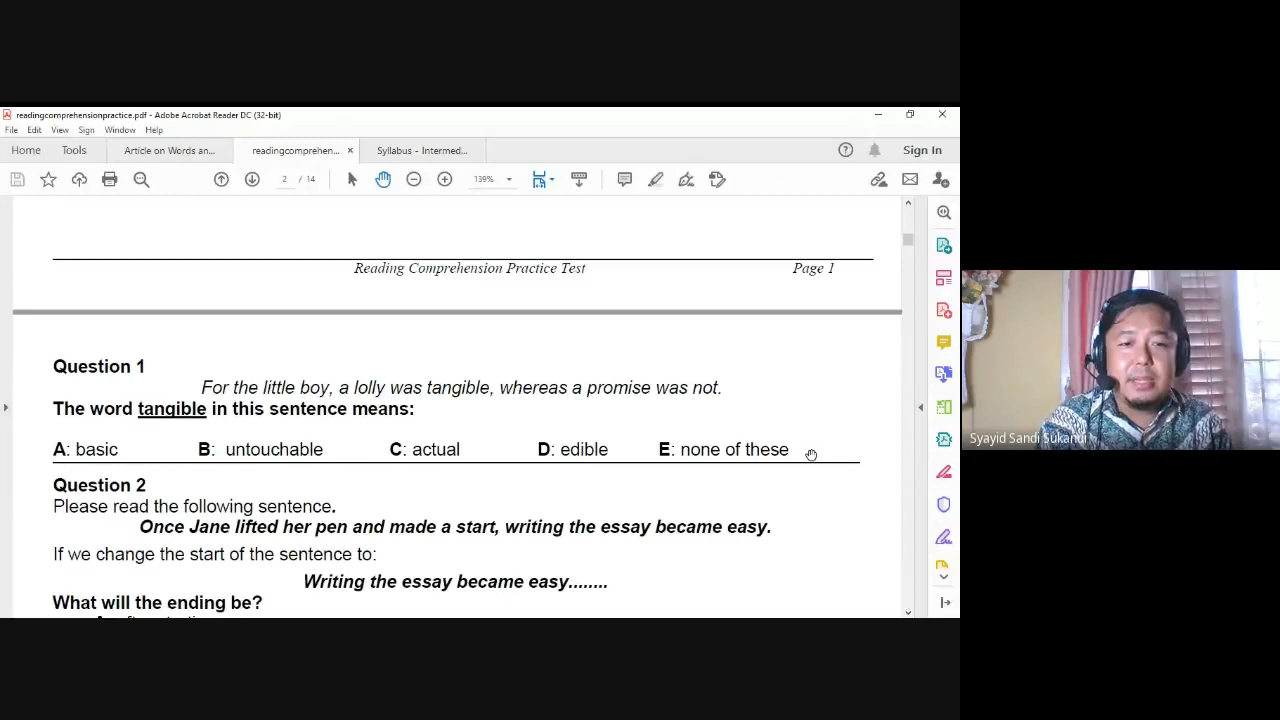 readingcomprehensionpractice.pdf - Adobe Acrobat Reader DC (32-bit)
File Edit View Sign Window Help
Home Tools Article on Words an... readingcomprehen... × Syllabus - Intermed... Sign In
2 / 14 139%
Reading Comprehension Practice Test Page 1
Question 1
For the little boy, a lolly was tangible, whereas a promise was not.
The word tangible in this sentence means:
A: basic B: untouchable C: actual D: edible E: none of these
Question 2
Please read the following sentence.
Once Jane lifted her pen and made a start, writing the essay became easy.
If we change the start of the sentence to:
Writing the essay became easy........
What will the ending be?
Syayid Sandi Sukandi